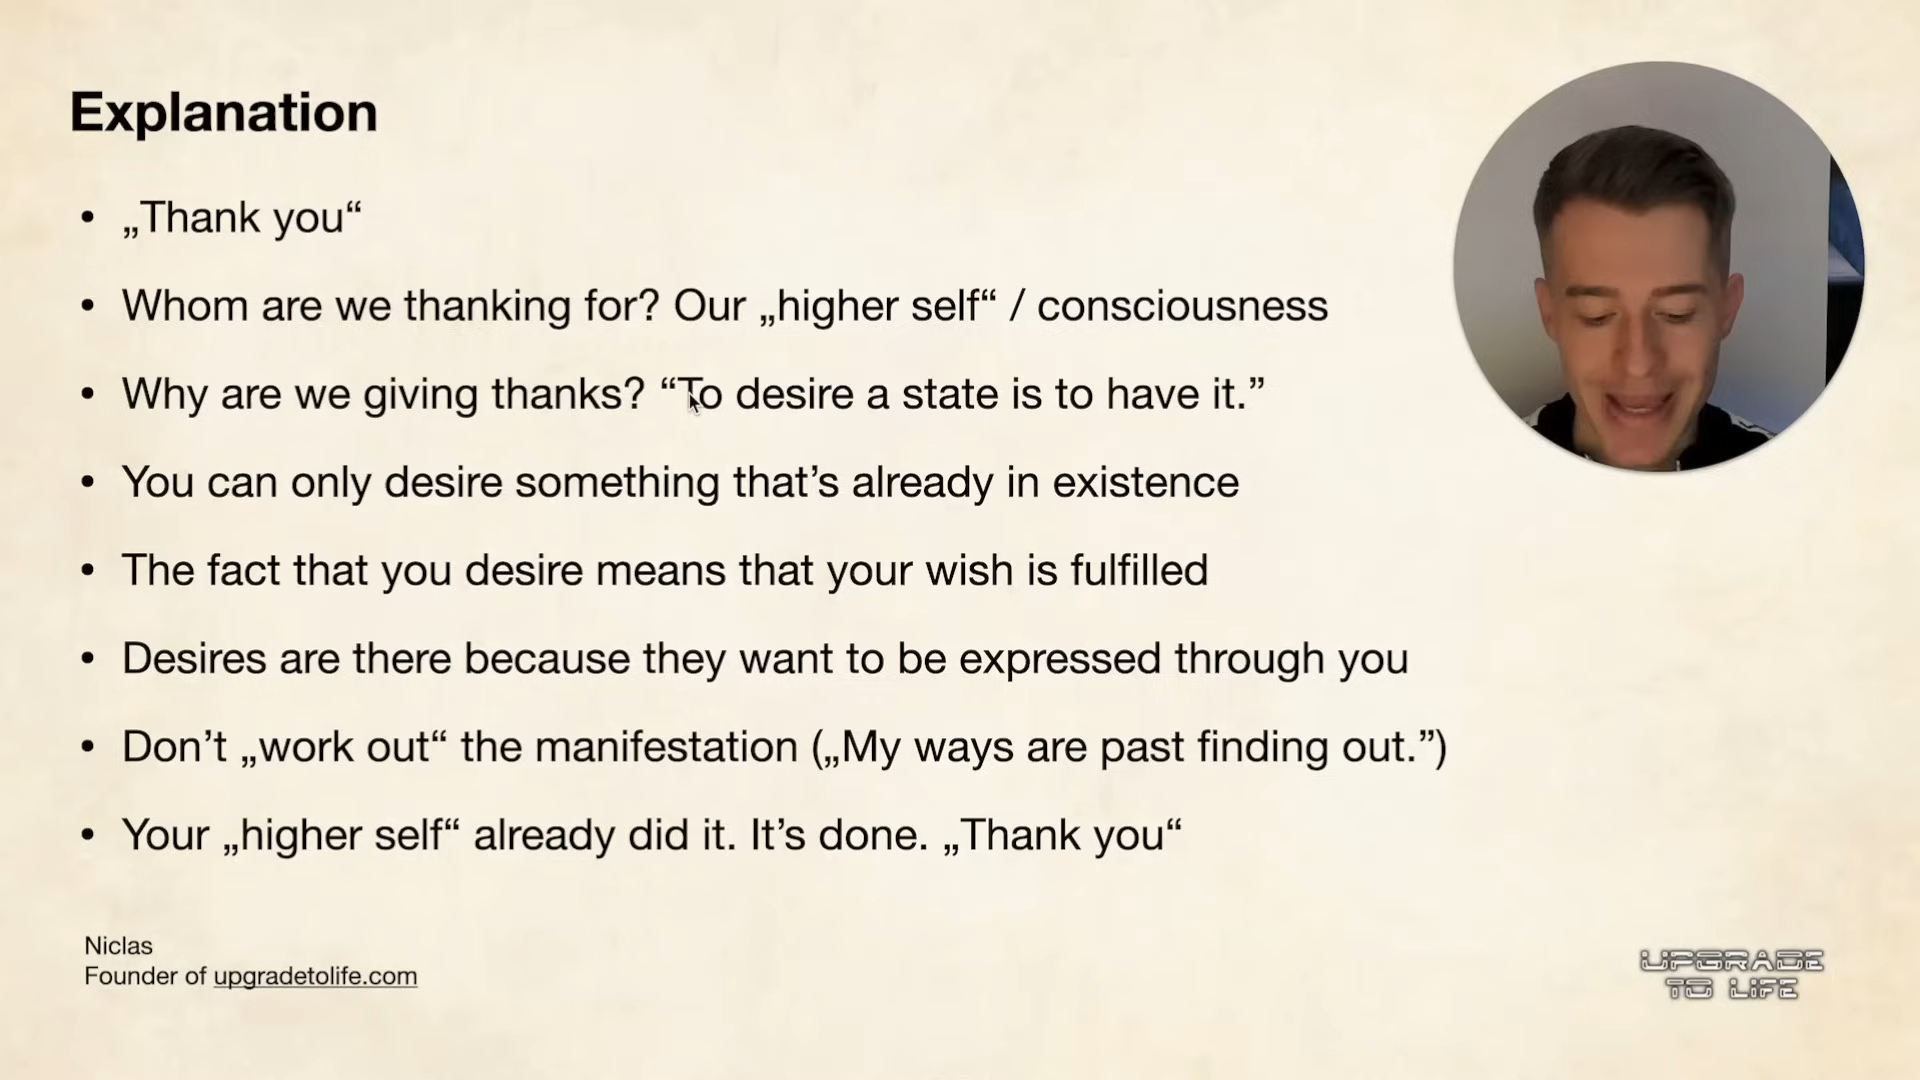 Explanation
• „Thank you“
• Whom are we thanking for? Our „higher self“ / consciousness
• Why are we giving thanks? “To desire a state is to have it.”
• You can only desire something that’s already in existence
• The fact that you desire means that your wish is fulfilled
• Desires are there because they want to be expressed through you
• Don’t „work out“ the manifestation („My ways are past finding out.”)
• Your „higher self“ already did it. It’s done. „Thank you“
Niclas
Founder of upgradetolife.com
UPGRADE
TO LIFE